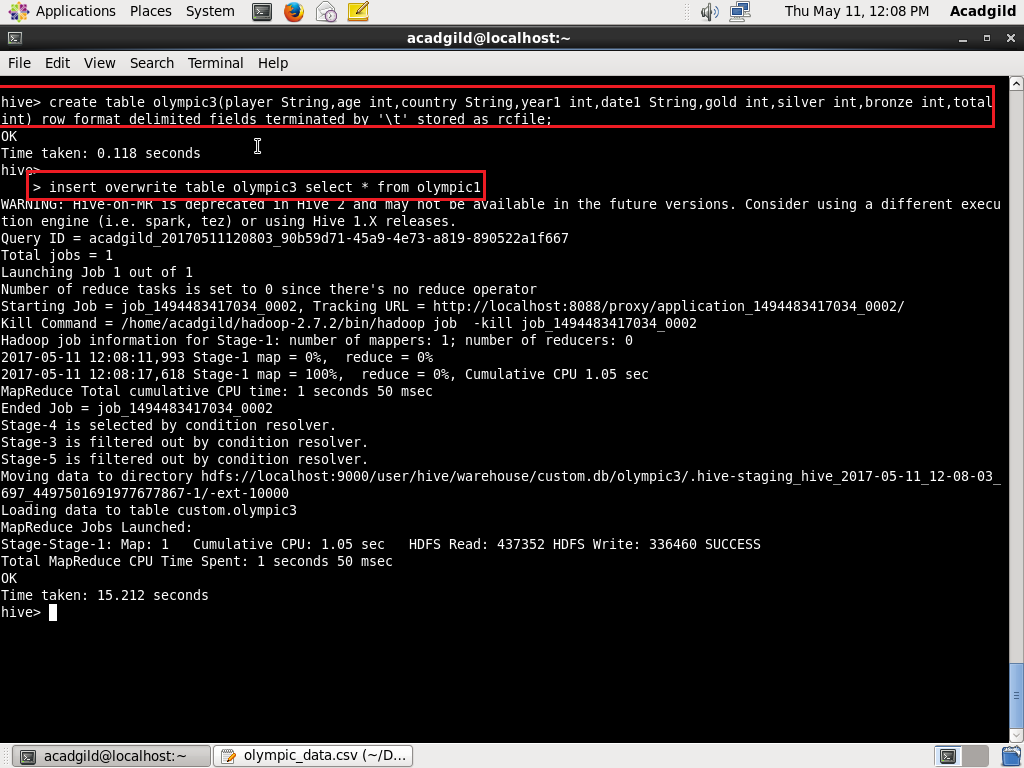 Applications Places System Thu May 11, 12:08 PM Acadgild
acadgild@localhost:~
File Edit View Search Terminal Help
hive> create table olympic3(player String,age int,country String,year1 int,date1 String,gold int,silver int,bronze int,total
int) row format delimited fields terminated by '\t' stored as rcfile;
OK
Time taken: 0.118 seconds
hive>
> insert overwrite table olympic3 select * from olympic1
WARNING: Hive-on-MR is deprecated in Hive 2 and may not be available in the future versions. Consider using a different execu
tion engine (i.e. spark, tez) or using Hive 1.X releases.
Query ID = acadgild_20170511120803_90b59d71-45a9-4e73-a819-890522a1f667
Total jobs = 1
Launching Job 1 out of 1
Number of reduce tasks is set to 0 since there's no reduce operator
Starting Job = job_1494483417034_0002, Tracking URL = http://localhost:8088/proxy/application_1494483417034_0002/
Kill Command = /home/acadgild/hadoop-2.7.2/bin/hadoop job  -kill job_1494483417034_0002
Hadoop job information for Stage-1: number of mappers: 1; number of reducers: 0
2017-05-11 12:08:11,993 Stage-1 map = 0%,  reduce = 0%
2017-05-11 12:08:17,618 Stage-1 map = 100%,  reduce = 0%, Cumulative CPU 1.05 sec
MapReduce Total cumulative CPU time: 1 seconds 50 msec
Ended Job = job_1494483417034_0002
Stage-4 is selected by condition resolver.
Stage-3 is filtered out by condition resolver.
Stage-5 is filtered out by condition resolver.
Moving data to directory hdfs://localhost:9000/user/hive/warehouse/custom.db/olympic3/.hive-staging_hive_2017-05-11_12-08-03_
697_4497501691977677867-1/-ext-10000
Loading data to table custom.olympic3
MapReduce Jobs Launched:
Stage-Stage-1: Map: 1   Cumulative CPU: 1.05 sec   HDFS Read: 437352 HDFS Write: 336460 SUCCESS
Total MapReduce CPU Time Spent: 1 seconds 50 msec
OK
Time taken: 15.212 seconds
hive>
acadgild@localhost:~ olympic_data.csv (~/D...